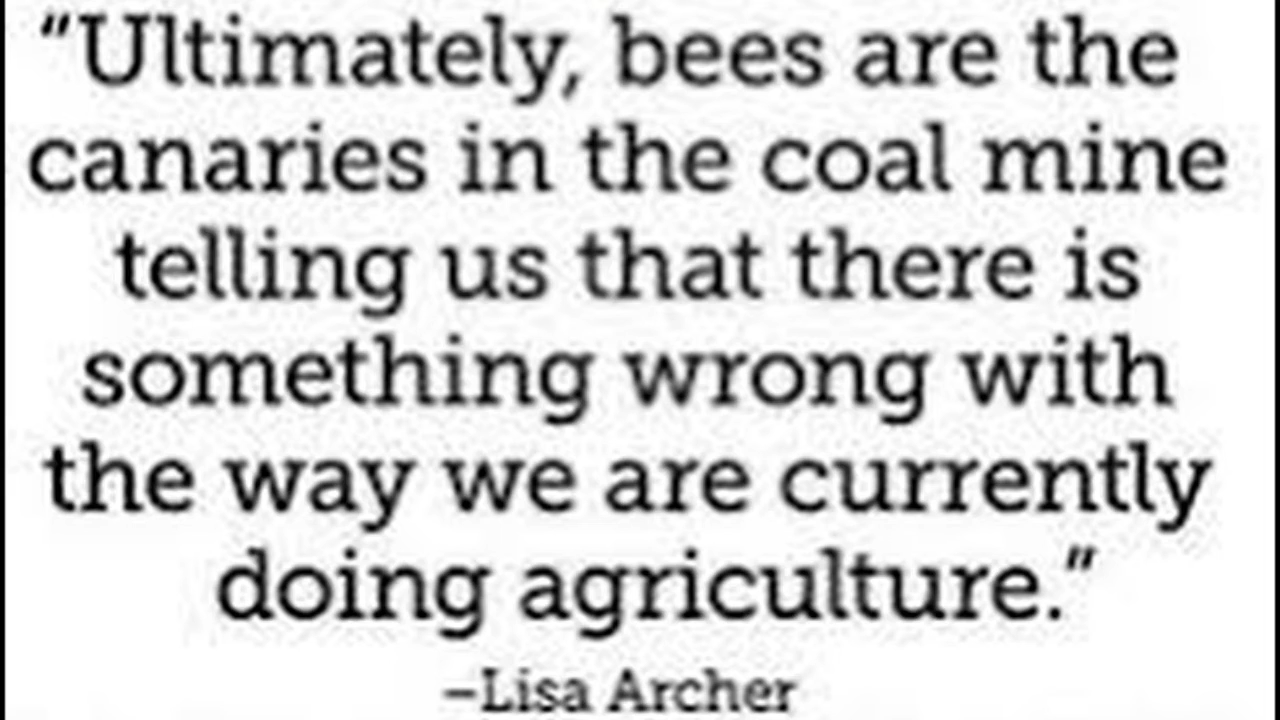 “Ultimately, bees are the
canaries in the coal mine
telling us that there is
something wrong with
the way we are currently
doing agriculture.”
–Lisa Archer